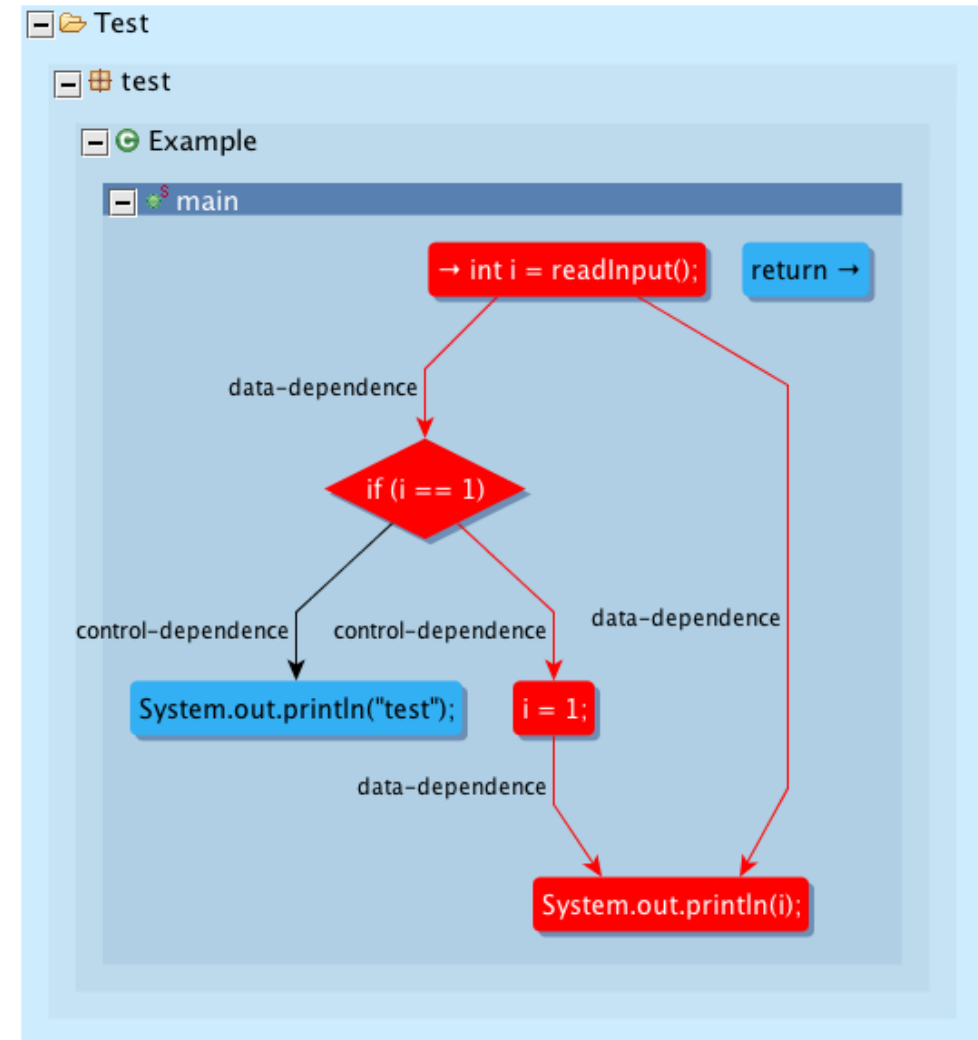 Test
test
Example
main
→ int i = readInput();
return →
data-dependence
if (i == 1)
control-dependence
control-dependence
data-dependence
System.out.println("test");
i = 1;
data-dependence
System.out.println(i);